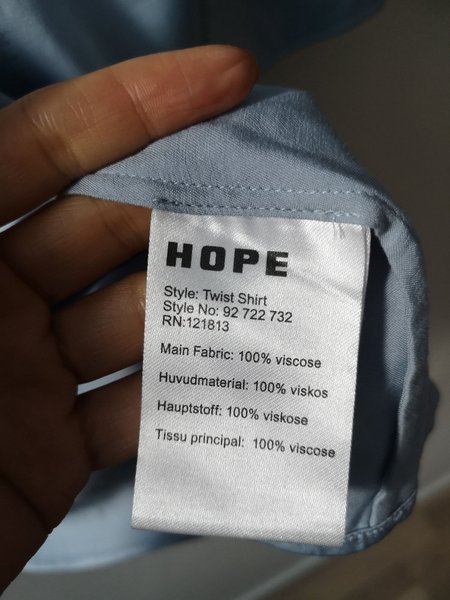 HOPE
Style: Twist Shirt
Style No: 92 722 732
RN:121813
Main Fabric: 100% viscose
Huvudmaterial: 100% viskos
Hauptstoff: 100% viskose
Tissu principal: 100% viscose